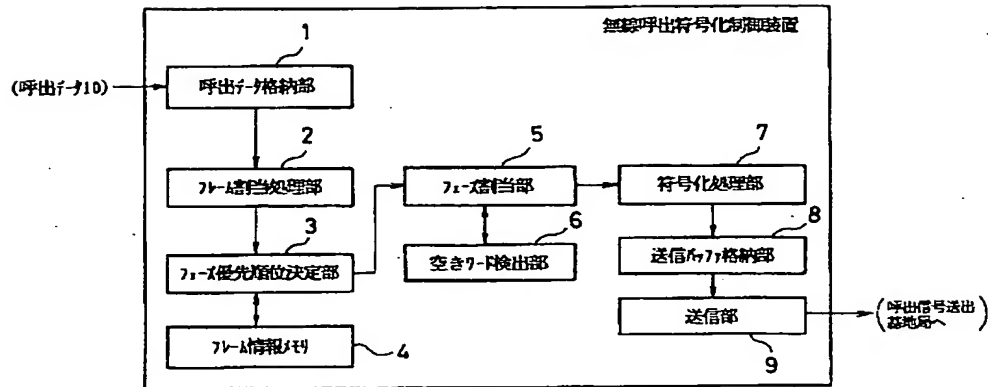 無線呼出符号化制御装置
1
(呼出データ10)
呼出データ格納部
2
フレーム割当処理部
3
フェーズ優先順位決定部
フレーム情報メモリ
4
5
フェーズ割当部
6
空きワード検出部
7
符号化処理部
8
送信バッファ格納部
送信部
9
(呼出信号送出
基地局へ)